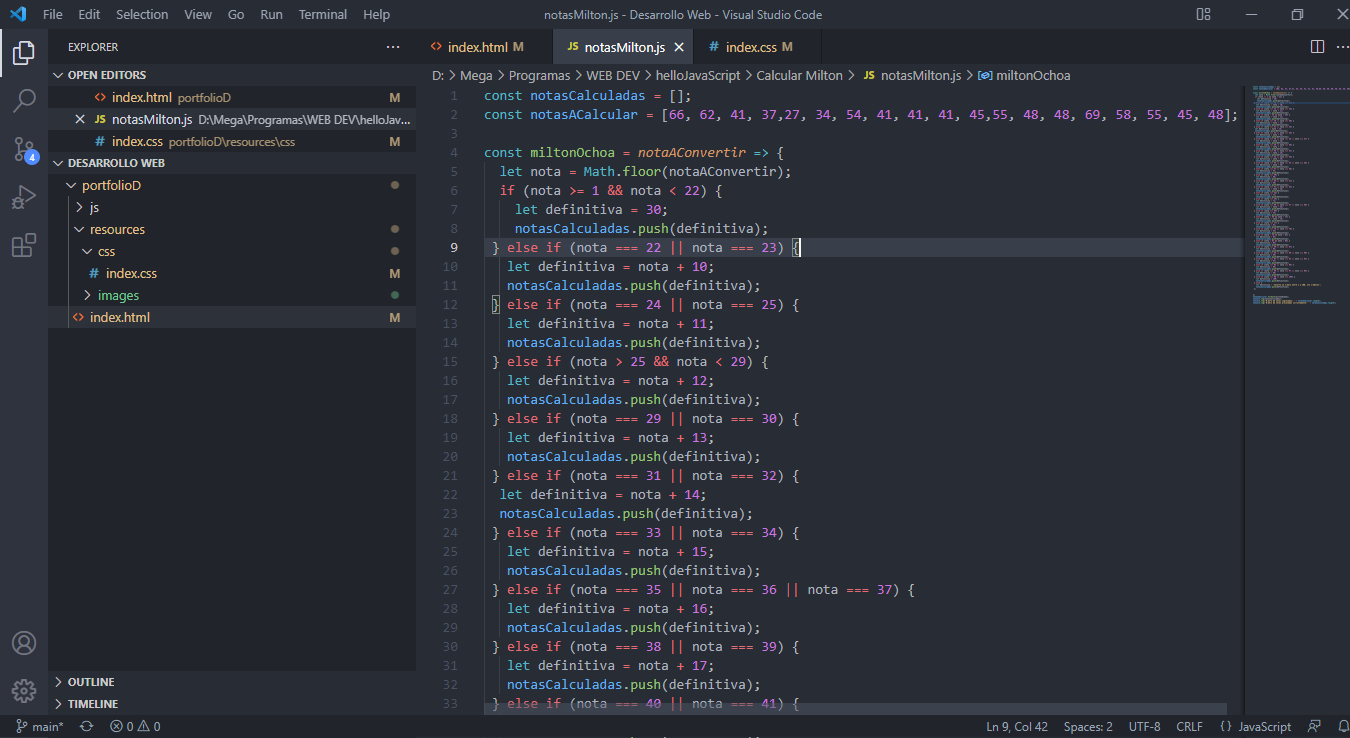 File Edit Selection View Go Run Terminal Help notasMilton.js - Desarrollo Web - Visual Studio Code
EXPLORER ···
OPEN EDITORS
<> index.html portfolioD M
× JS notasMilton.js D:\Mega\Programas\WEB DEV\helloJav...
# index.css portfolioD\resources\css M
DESARROLLO WEB
portfolioD
js
resources
css
# index.css M
images
<> index.html M
OUTLINE
TIMELINE
4
<> index.html M JS notasMilton.js × # index.css M
D: > Mega > Programas > WEB DEV > helloJavaScript > Calcular Milton > JS notasMilton.js > miltonOchoa
1 const notasCalculadas = [];
2 const notasACalcular = [66, 62, 41, 37,27, 34, 54, 41, 41, 41, 45,55, 48, 48, 69, 58, 55, 45, 48];
3
4 const miltonOchoa = notaAConvertir => {
5 let nota = Math.floor(notaAConvertir);
6 if (nota >= 1 && nota < 22) {
7 let definitiva = 30;
8 notasCalculadas.push(definitiva);
9 } else if (nota === 22 || nota === 23) {
10 let definitiva = nota + 10;
11 notasCalculadas.push(definitiva);
12 } else if (nota === 24 || nota === 25) {
13 let definitiva = nota + 11;
14 notasCalculadas.push(definitiva);
15 } else if (nota > 25 && nota < 29) {
16 let definitiva = nota + 12;
17 notasCalculadas.push(definitiva);
18 } else if (nota === 29 || nota === 30) {
19 let definitiva = nota + 13;
20 notasCalculadas.push(definitiva);
21 } else if (nota === 31 || nota === 32) {
22 let definitiva = nota + 14;
23 notasCalculadas.push(definitiva);
24 } else if (nota === 33 || nota === 34) {
25 let definitiva = nota + 15;
26 notasCalculadas.push(definitiva);
27 } else if (nota === 35 || nota === 36 || nota === 37) {
28 let definitiva = nota + 16;
29 notasCalculadas.push(definitiva);
30 } else if (nota === 38 || nota === 39) {
31 let definitiva = nota + 17;
32 notasCalculadas.push(definitiva);
33 } else if (nota === 40 || nota === 41) {
main* 0 0 Ln 9, Col 42 Spaces: 2 UTF-8 CRLF {} JavaScript